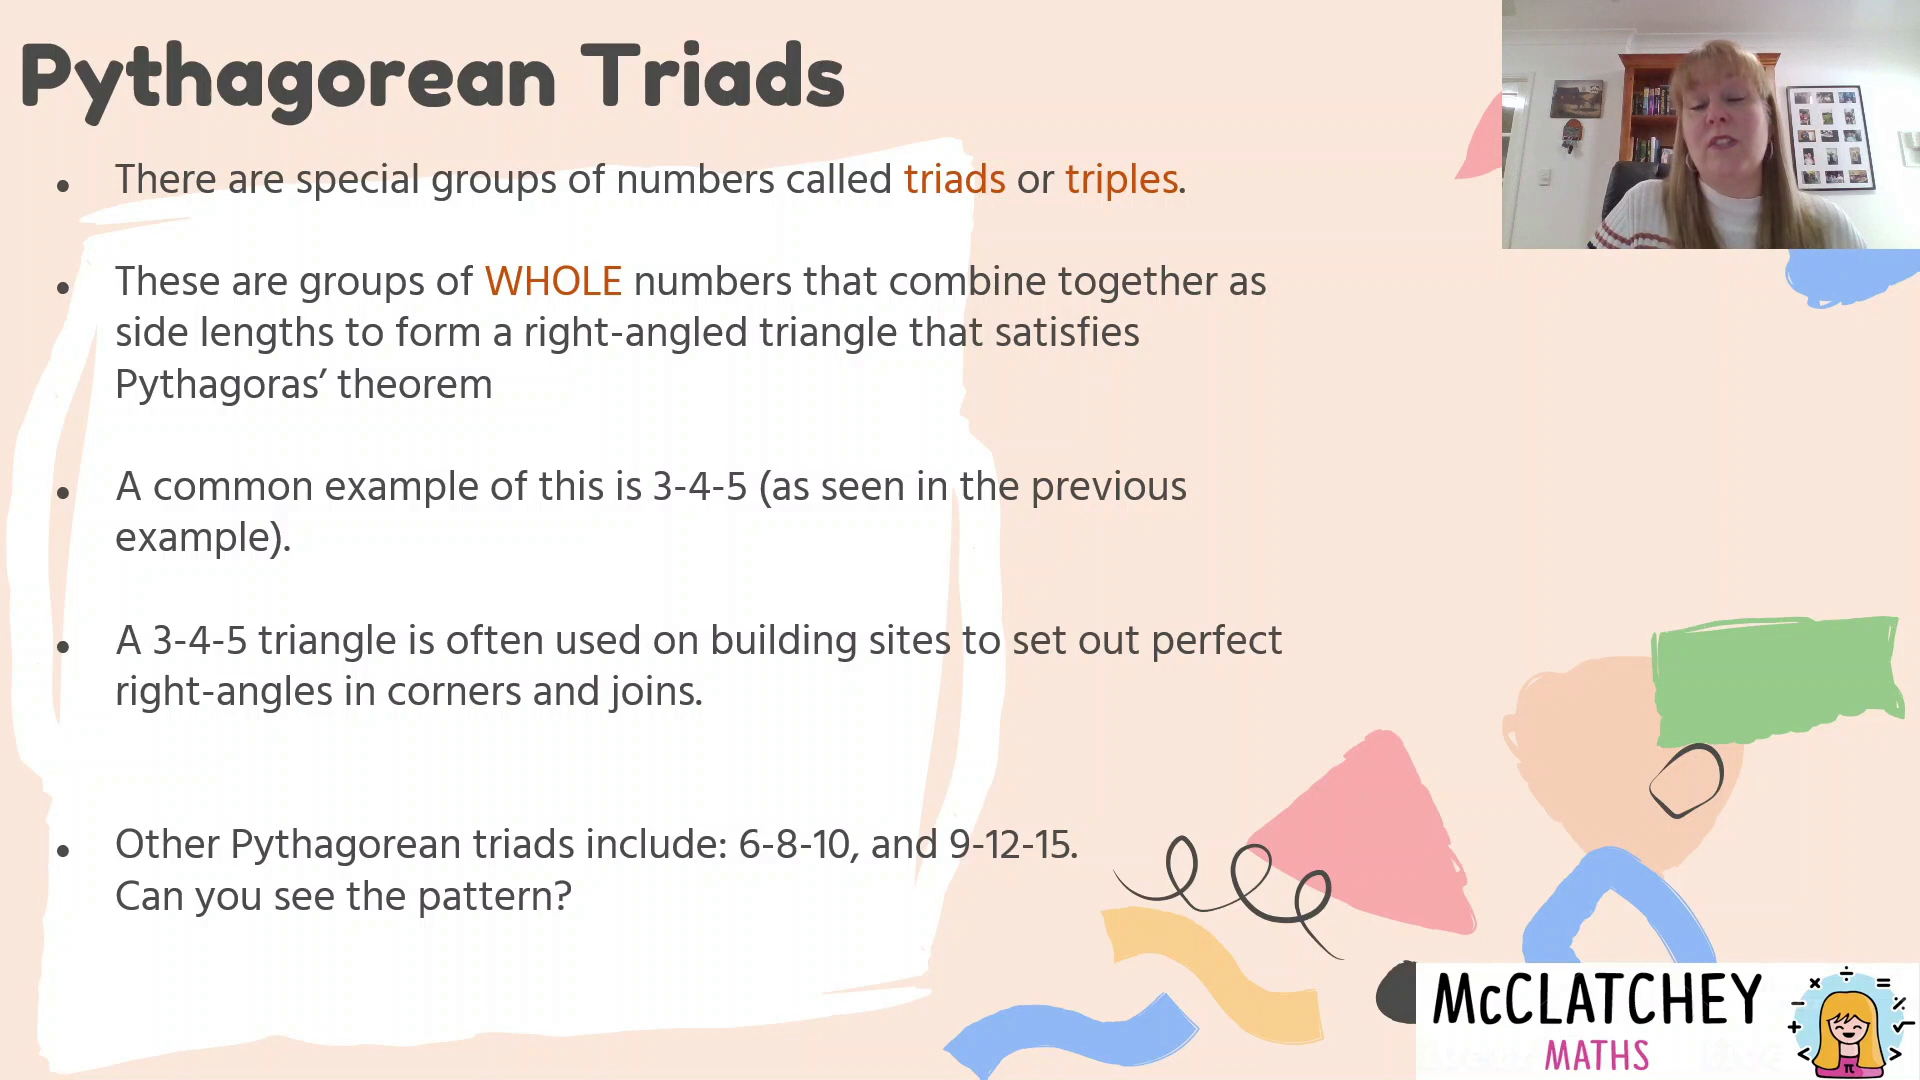 Pythagorean Triads
There are special groups of numbers called triads or triples.
These are groups of WHOLE numbers that combine together as
side lengths to form a right-angled triangle that satisfies
Pythagoras’ theorem
A common example of this is 3-4-5 (as seen in the previous
example).
A 3-4-5 triangle is often used on building sites to set out perfect
right-angles in corners and joins.
Other Pythagorean triads include: 6-8-10, and 9-12-15.
Can you see the pattern?
McCLATCHEY
MATHS